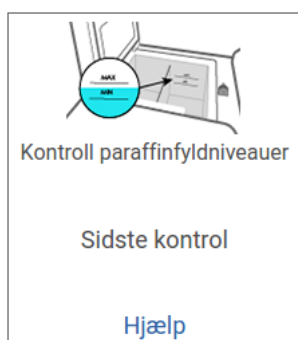 MAX
MIN
Kontroll paraffinfyldniveauer
Sidste kontrol
Hjælp